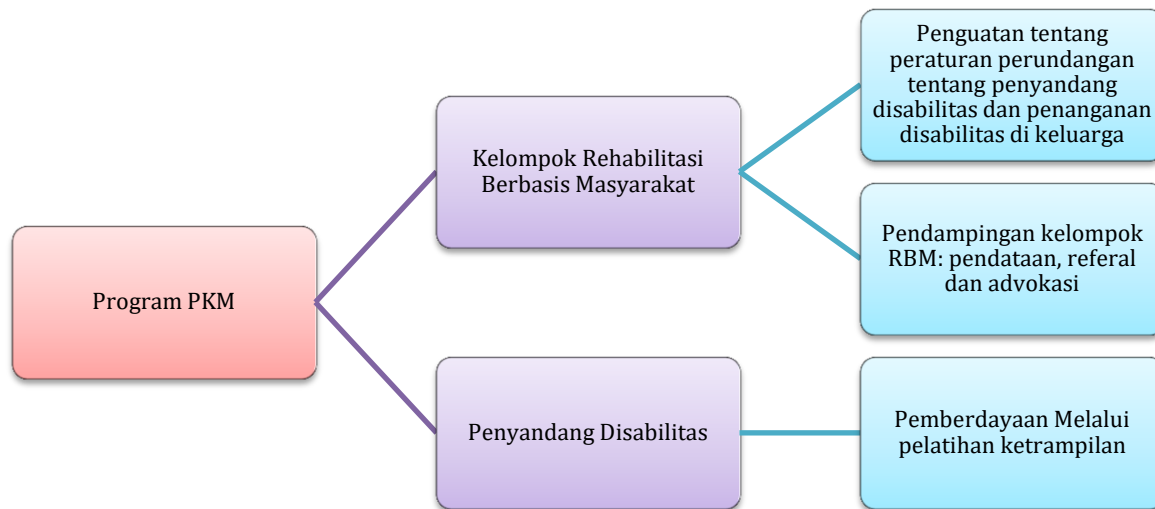 Program PKM
Kelompok Rehabilitasi
Berbasis Masyarakat
Penguatan tentang
peraturan perundangan
tentang penyandang
disabilitas dan penanganan
disabilitas di keluarga
Pendampingan kelompok
RBM: pendataan, referal
dan advokasi
Penyandang Disabilitas
Pemberdayaan Melalui
pelatihan ketrampilan